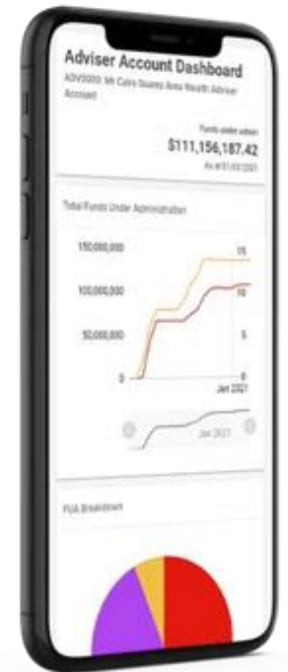 Adviser Account Dashboard
Account
Funds under admin
$111,156,187.42
Total Funds Under Administration
150,000,000
15
100,000,000
10
50,000,000
5
0
0
Jan 2021
Jan 2021
FUA Breakdown